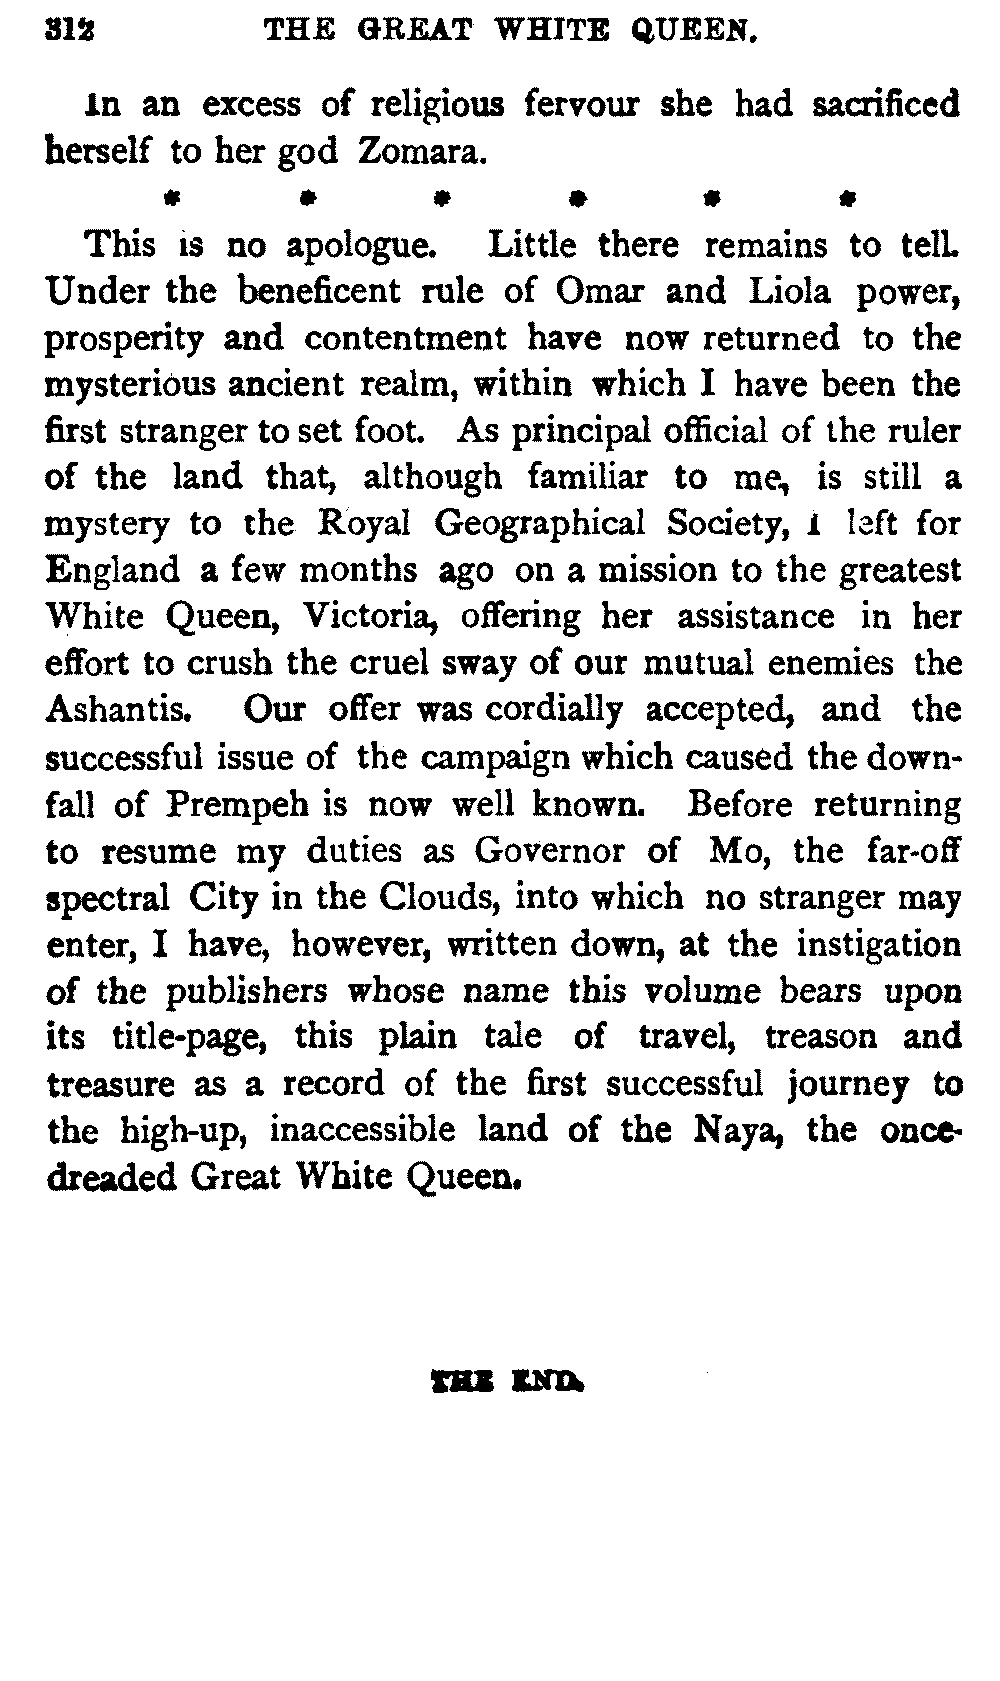 312 THE GREAT WHITE QUEEN.
In an excess of religious fervour she had sacrificed
herself to her god Zomara.
* * * * * *
This is no apologue. Little there remains to tell.
Under the beneficent rule of Omar and Liola power,
prosperity and contentment have now returned to the
mysterious ancient realm, within which I have been the
first stranger to set foot. As principal official of the ruler
of the land that, although familiar to me, is still a
mystery to the Royal Geographical Society, I left for
England a few months ago on a mission to the greatest
White Queen, Victoria, offering her assistance in her
effort to crush the cruel sway of our mutual enemies the
Ashantis. Our offer was cordially accepted, and the
successful issue of the campaign which caused the down-
fall of Prempeh is now well known. Before returning
to resume my duties as Governor of Mo, the far-off
spectral City in the Clouds, into which no stranger may
enter, I have, however, written down, at the instigation
of the publishers whose name this volume bears upon
its title-page, this plain tale of travel, treason and
treasure as a record of the first successful journey to
the high-up, inaccessible land of the Naya, the once-
dreaded Great White Queen.
THE END.